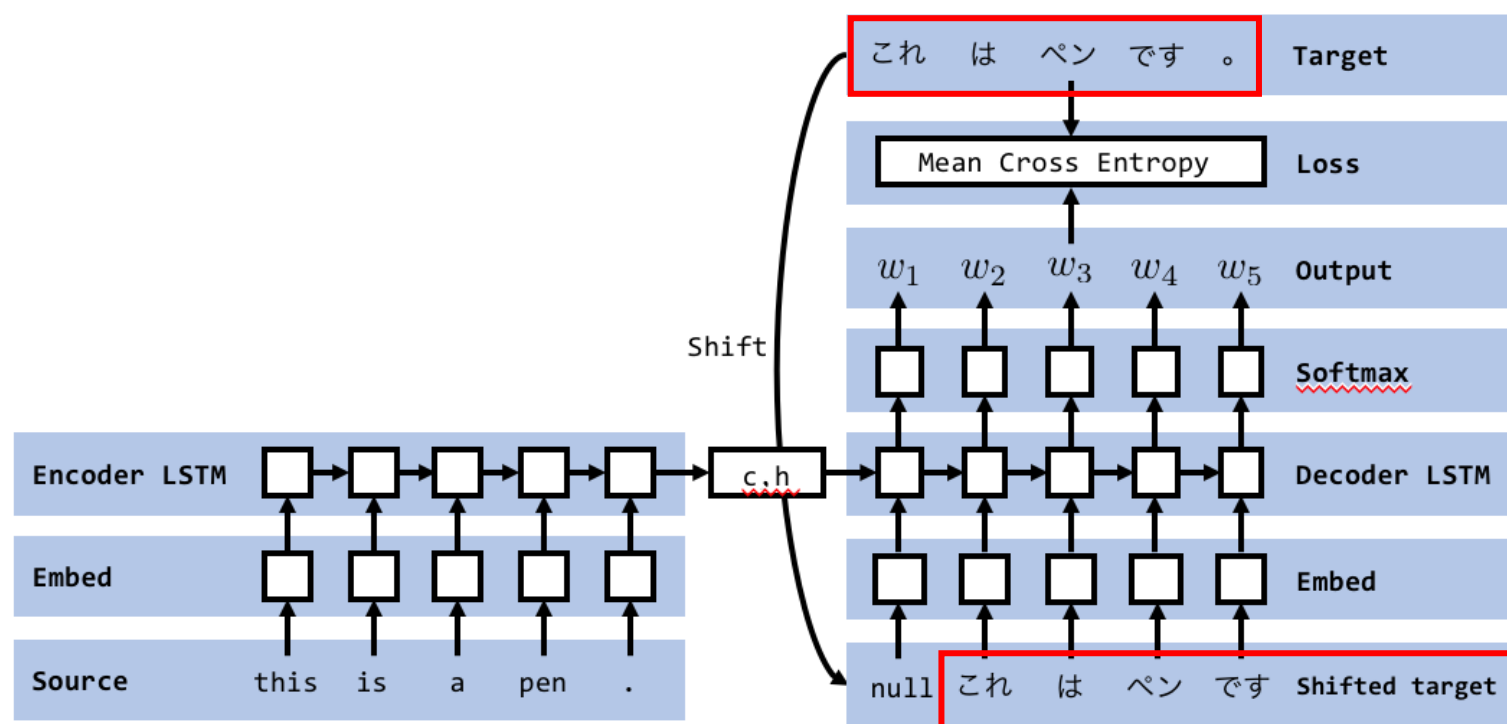 これ は ペン です 。 Target
Mean Cross Entropy Loss
w1 w2 w3 w4 w5 Output
Shift
Softmax
Encoder LSTM
c,h
Decoder LSTM
Embed
Embed
Source this is a pen .
null これ は ペン です Shifted target